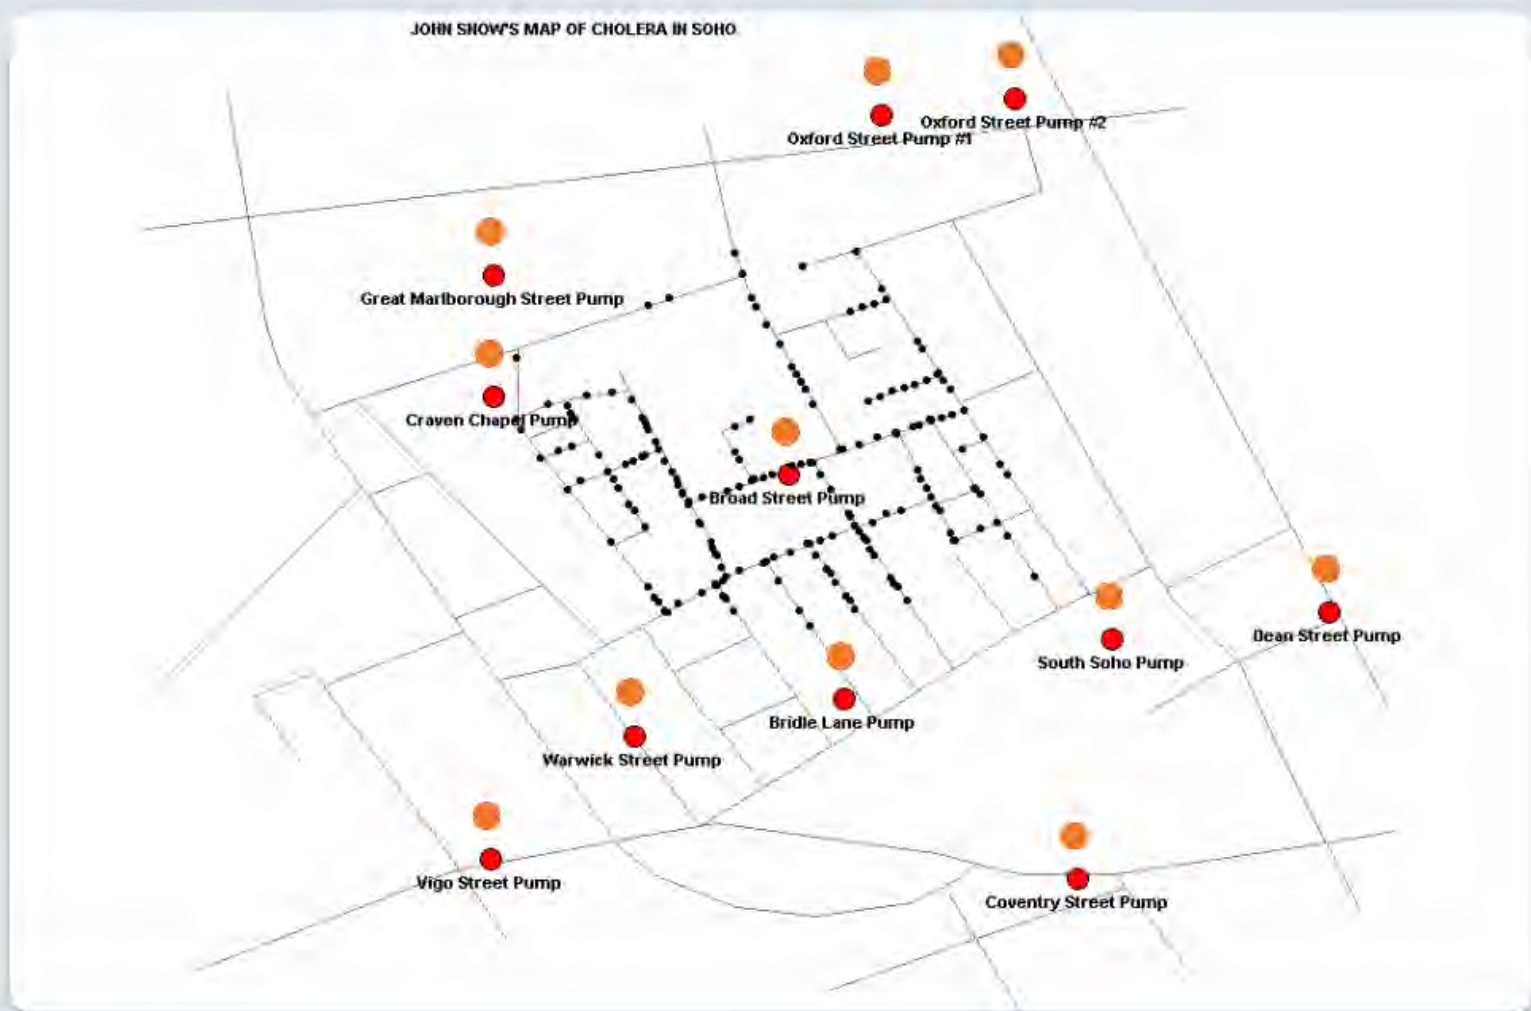 JOHN SNOW'S MAP OF CHOLERA IN SOHO
Oxford Street Pump #2
Oxford Street Pump #1
Great Marlborough Street Pump
Craven Chapel Pump
Broad Street Pump
Dean Street Pump
South Soho Pump
Bridle Lane Pump
Warwick Street Pump
Vigo Street Pump
Coventry Street Pump